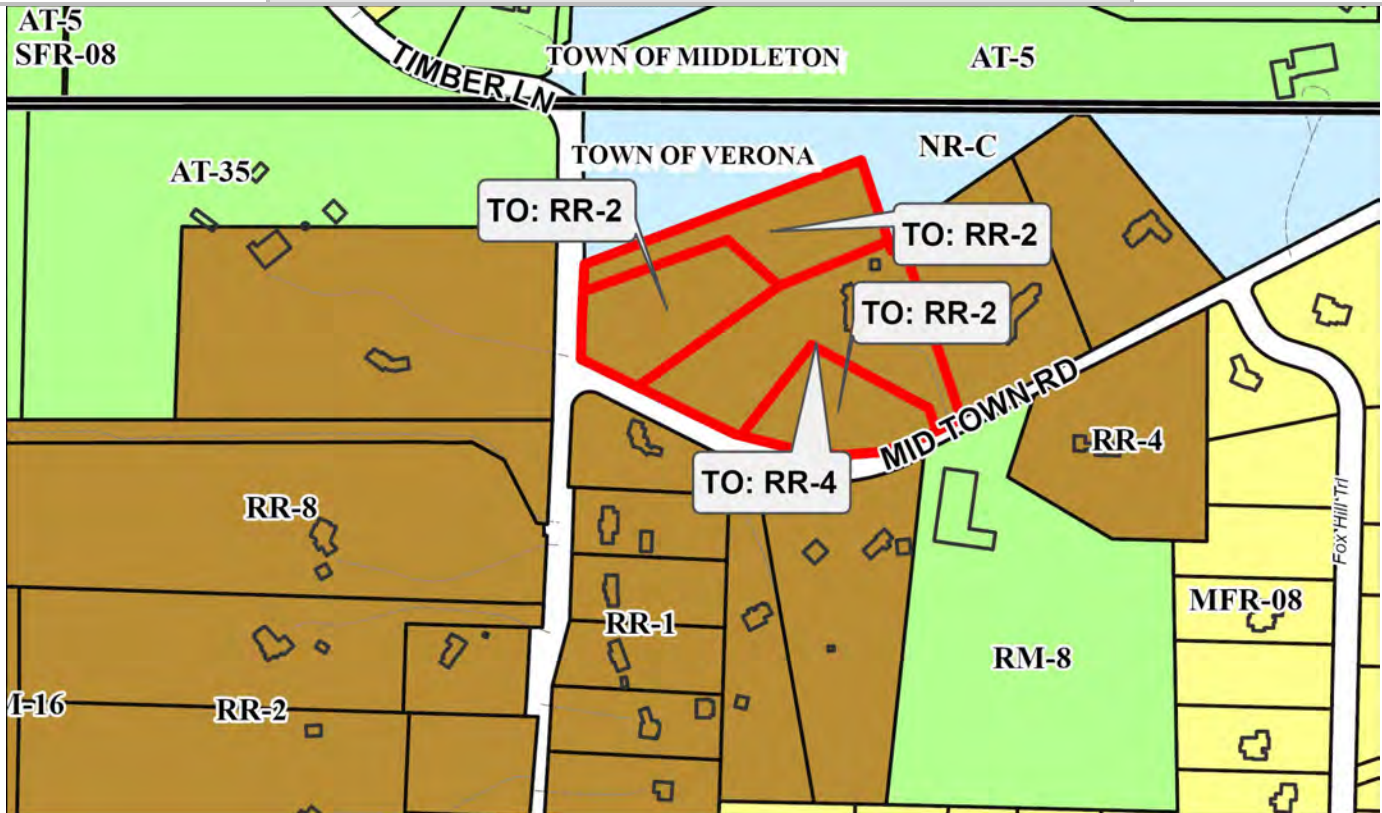 AT-5
SFR-08
TIMBER LN
TOWN OF MIDDLETON
AT-5
AT-35
TOWN OF VERONA
NR-C
TO: RR-2
TO: RR-2
TO: RR-2
MID TOWN RD
TO: RR-4
RR-4
RR-8
Fox Hill Trl
RR-1
MFR-08
RM-8
RR-2